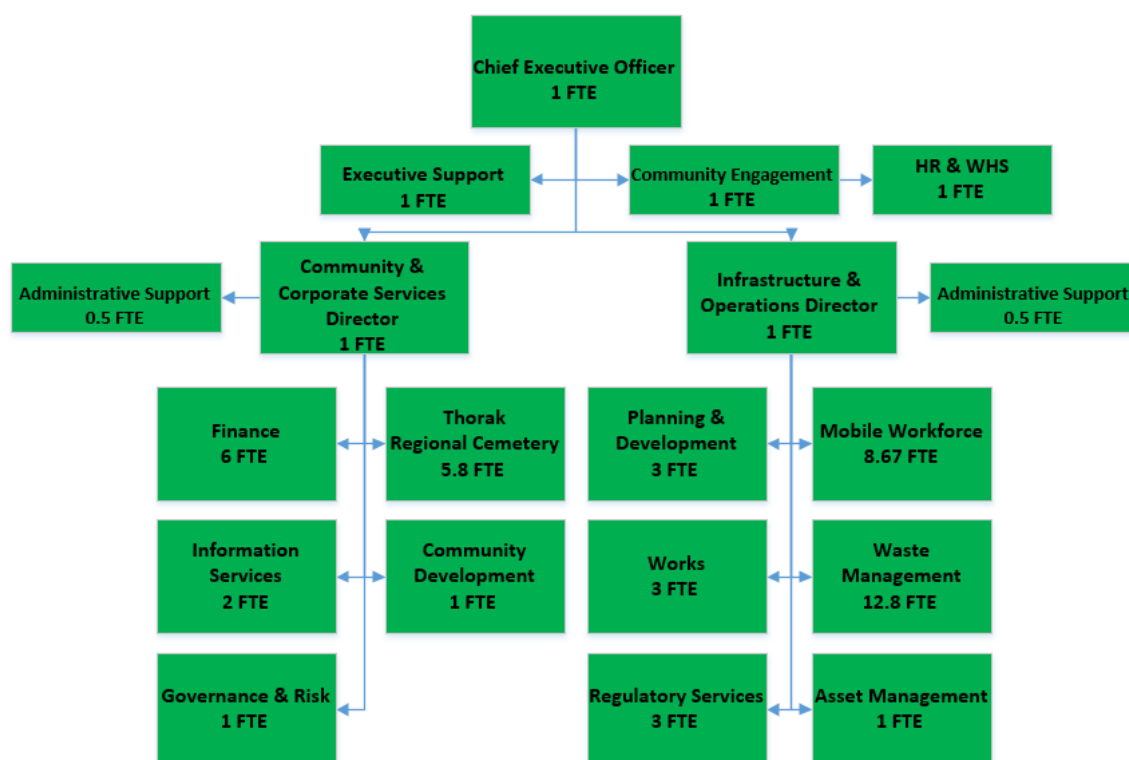 Chief Executive Officer
1 FTE
Executive Support
1 FTE
Community Engagement
1 FTE
HR & WHS
1 FTE
Administrative Support
0.5 FTE
Community &
Corporate Services
Director
1 FTE
Infrastructure &
Operations Director
1 FTE
Administrative Support
0.5 FTE
Finance
6 FTE
Thorak
Regional Cemetery
5.8 FTE
Planning &
Development
3 FTE
Mobile Workforce
8.67 FTE
Information
Services
2 FTE
Community
Development
1 FTE
Works
3 FTE
Waste
Management
12.8 FTE
Governance & Risk
1 FTE
Regulatory Services
3 FTE
Asset Management
1 FTE